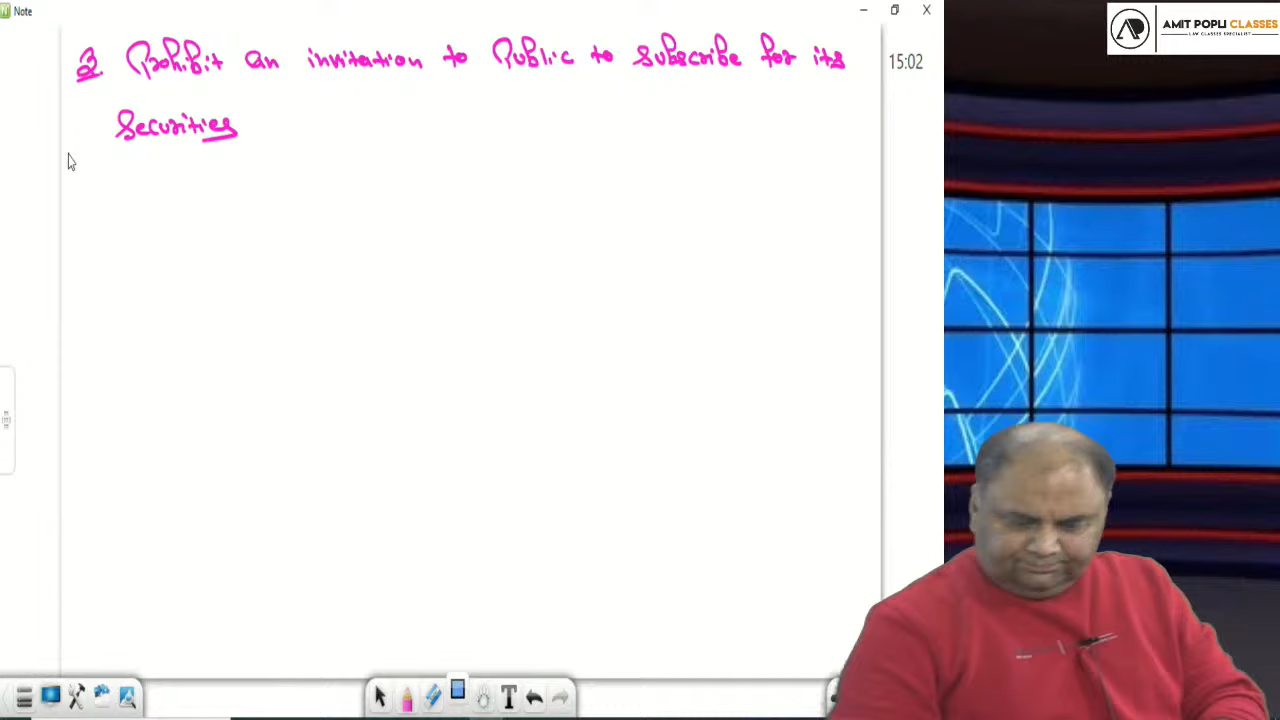 Note
AMIT POPLI CLASSES
LAW CLASSES SPECIALIST
3. Prohibit an invitation to Public to Subscribe for its
15:02
Securities